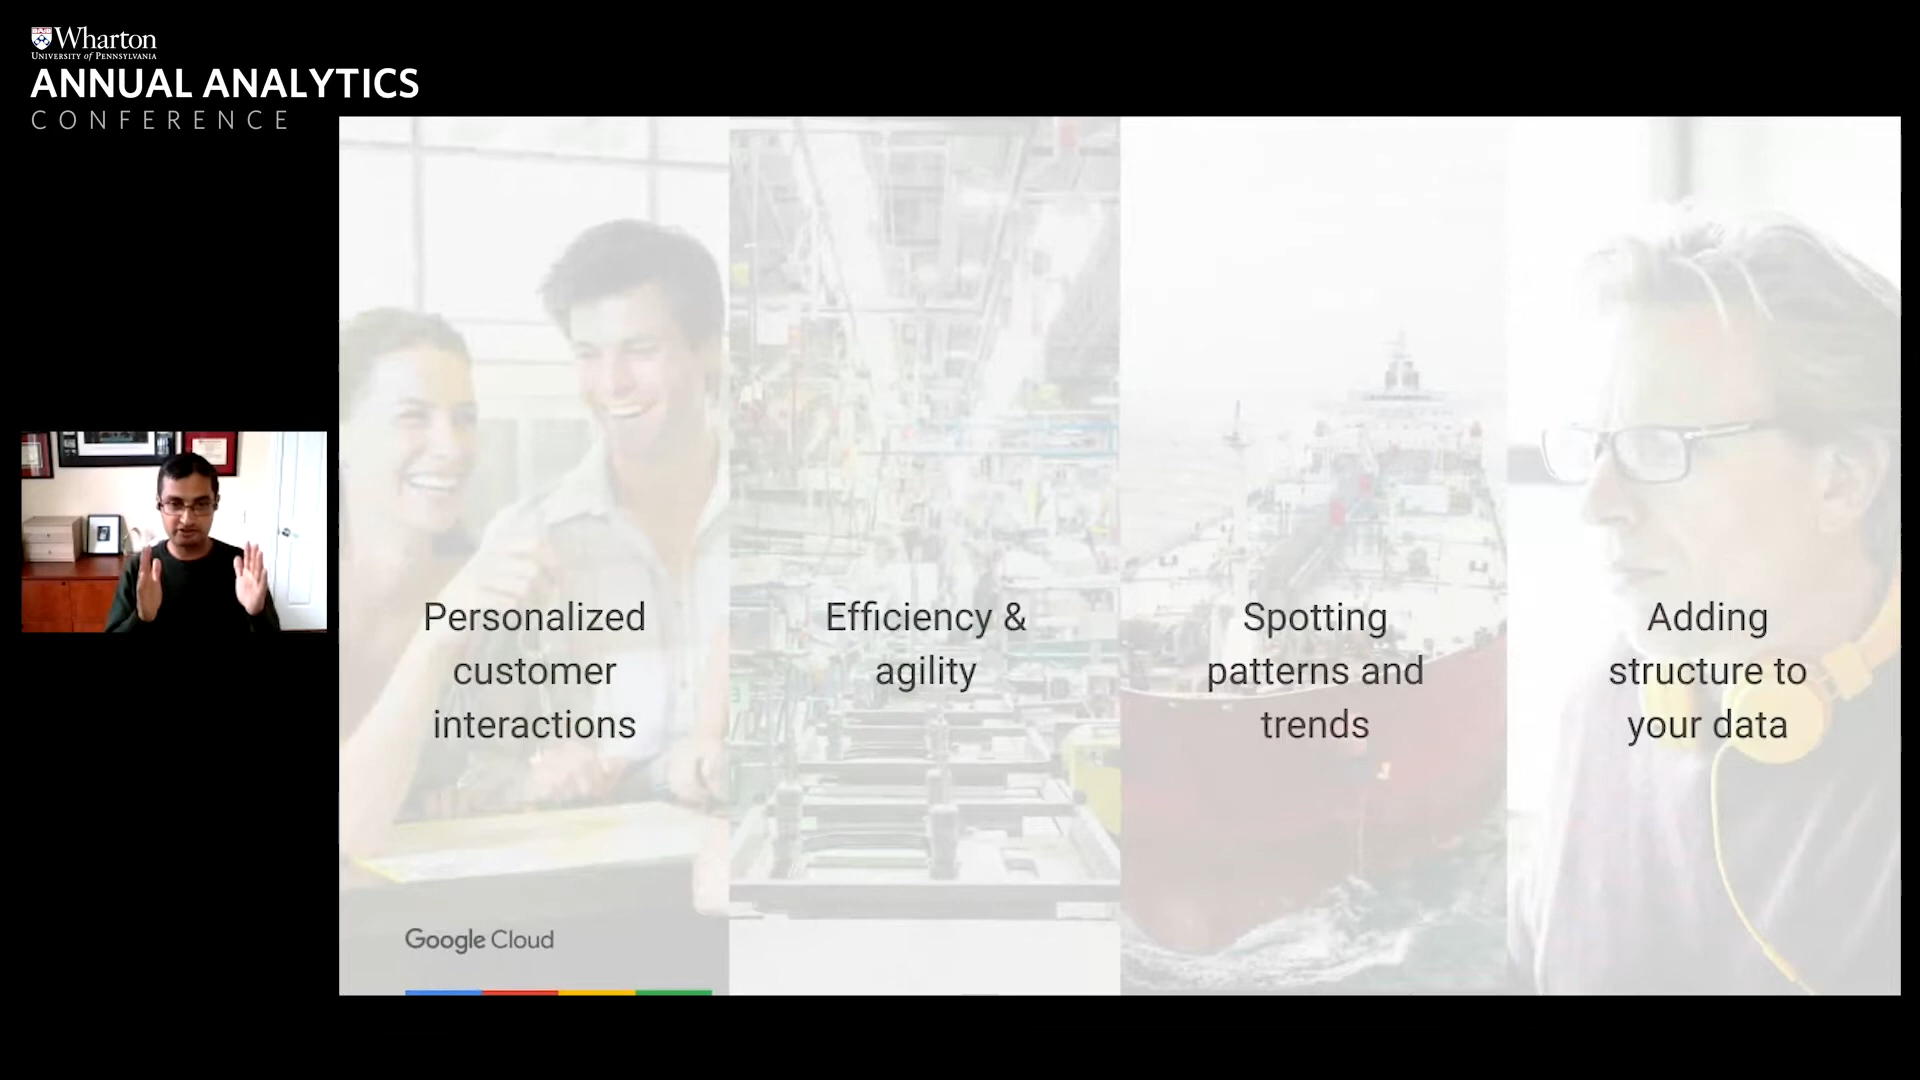 Wharton
UNIVERSITY of PENNSYLVANIA
ANNUAL ANALYTICS
CONFERENCE
Personalized
customer
interactions
Efficiency &
agility
Spotting
patterns and
trends
Adding
structure to
your data
Google Cloud